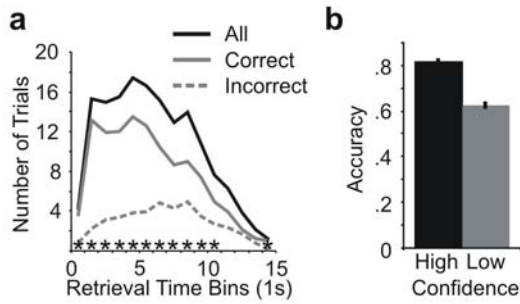 a
20
16
12
8
4
Number of Trials
All
Correct
Incorrect
***********
*
0
5
10
15
Retrieval Time Bins (1s)
b
.8
.6
.4
.2
0
Accuracy
High Low
Confidence